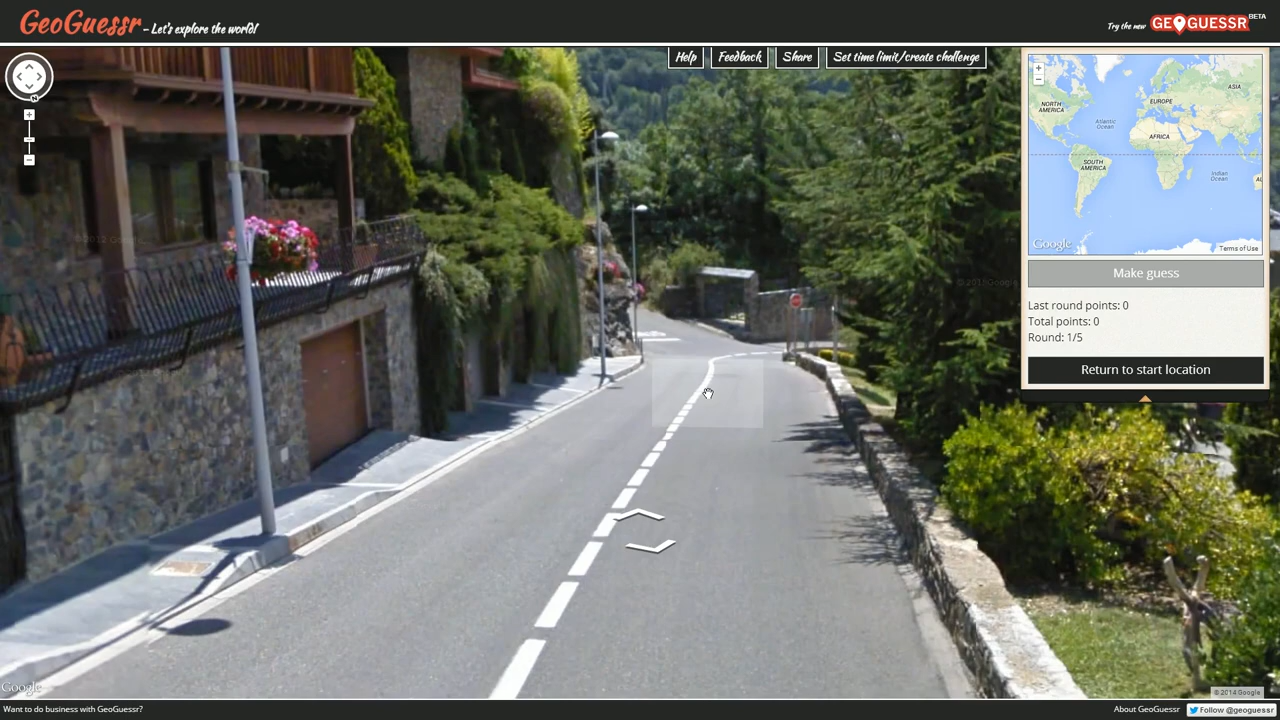 GeoGuessr - Let's explore the world!
Try the new GEOGUESSR BETA
Help Feedback Share Set time limit/create challenge
N
+
−
+
−
NORTH AMERICA
EUROPE
ASIA
Atlantic Ocean
AFRICA
SOUTH AMERICA
Indian Ocean
AU
Google
Terms of Use
Make guess
Last round points: 0
Total points: 0
Round: 1/5
Return to start location
© 2012 Google
Google
© 2014 Google
Want to do business with GeoGuessr?
About GeoGuessr
Follow @geoguessr